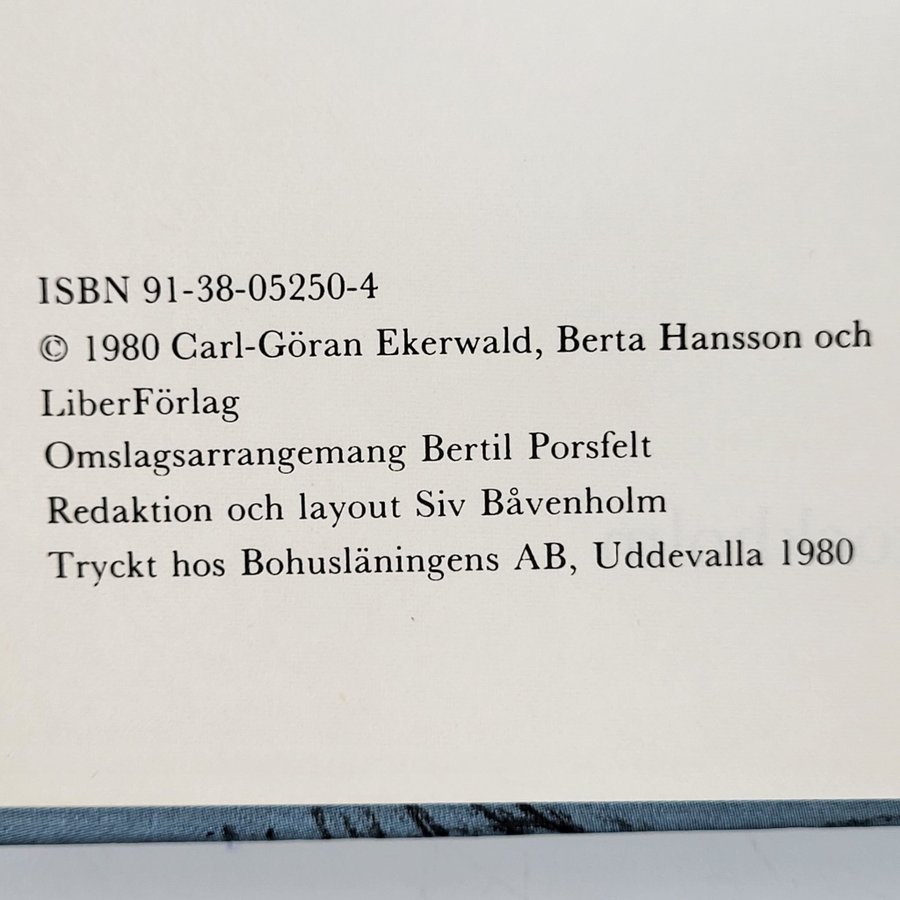 ISBN 91-38-05250-4
© 1980 Carl-Göran Ekerwald, Berta Hansson och
LiberFörlag
Omslagsarrangemang Bertil Porsfelt
Redaktion och layout Siv Båvenholm
Tryckt hos Bohusläningens AB, Uddevalla 1980